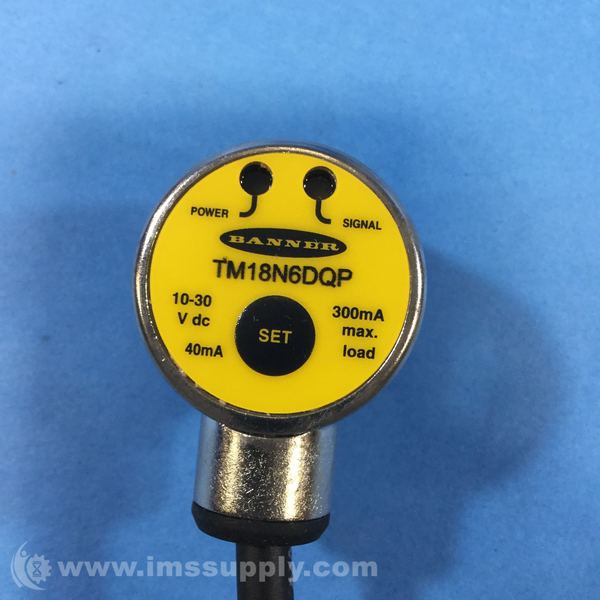 POWER
SIGNAL
BANNER
TM18N6DQP
10-30
V dc
40mA
SET
300mA
max.
load
www.imssupply.com